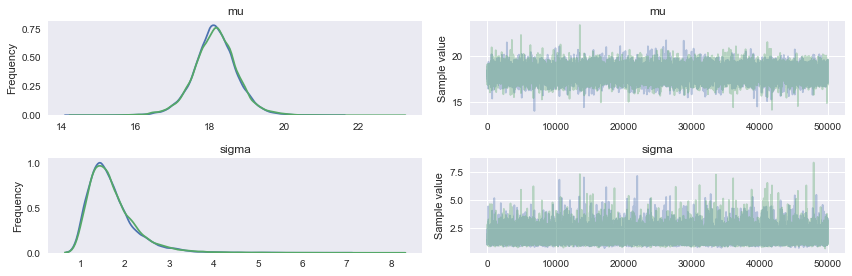 mu
Frequency
0.75
0.50
0.25
0.00
14 16 18 20 22
mu
Sample value
20
15
0 10000 20000 30000 40000 50000
sigma
Frequency
1.0
0.5
0.0
1 2 3 4 5 6 7 8
sigma
Sample value
7.5
5.0
2.5
0 10000 20000 30000 40000 50000